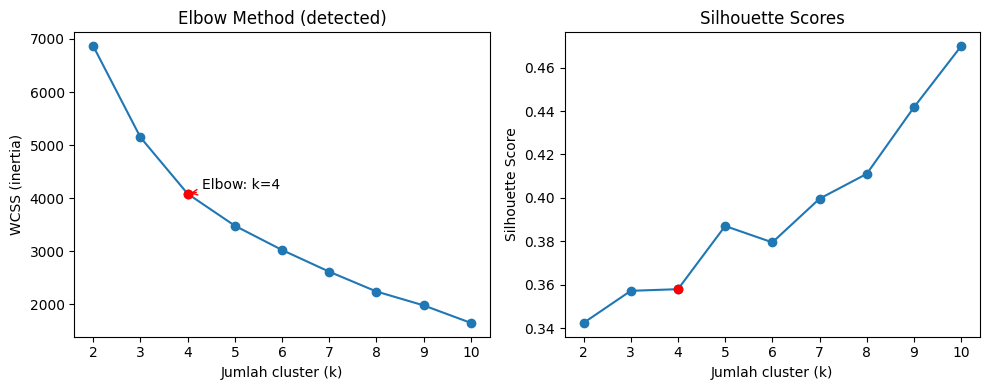 Elbow Method (detected)
7000
6000
5000
4000
3000
2000
WCSS (inertia)
Elbow: k=4
2 3 4 5 6 7 8 9 10
Jumlah cluster (k)
Silhouette Scores
0.46
0.44
0.42
0.40
0.38
0.36
0.34
Silhouette Score
2 3 4 5 6 7 8 9 10
Jumlah cluster (k)